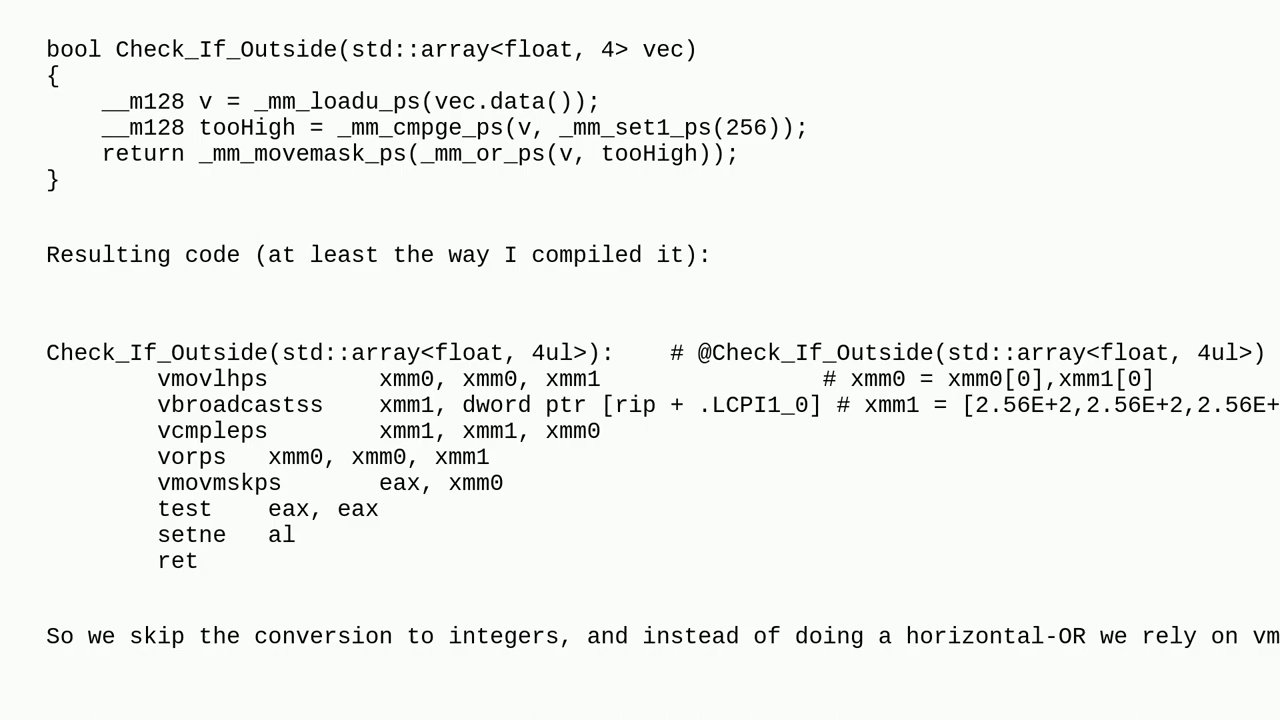 bool Check_If_Outside(std::array<float, 4> vec)
{
    __m128 v = _mm_loadu_ps(vec.data());
    __m128 tooHigh = _mm_cmpge_ps(v, _mm_set1_ps(256));
    return _mm_movemask_ps(_mm_or_ps(v, tooHigh));
}
Resulting code (at least the way I compiled it):
Check_If_Outside(std::array<float, 4ul>):    # @Check_If_Outside(std::array<float, 4ul>)
        vmovlhps        xmm0, xmm0, xmm1                # xmm0 = xmm0[0],xmm1[0]
        vbroadcastss    xmm1, dword ptr [rip + .LCPI1_0] # xmm1 = [2.56E+2,2.56E+2,2.56E+
        vcmpleps        xmm1, xmm1, xmm0
        vorps   xmm0, xmm0, xmm1
        vmovmskps       eax, xmm0
        test    eax, eax
        setne   al
        ret
So we skip the conversion to integers, and instead of doing a horizontal-OR we rely on vm